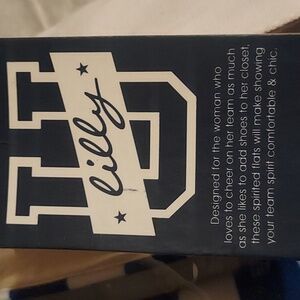 U
lilly
Designed for the woman who
loves to cheer on her team as much
as she likes to add shoes to her closet,
these spirited flats will make showing
your team spirit comfortable & chic.